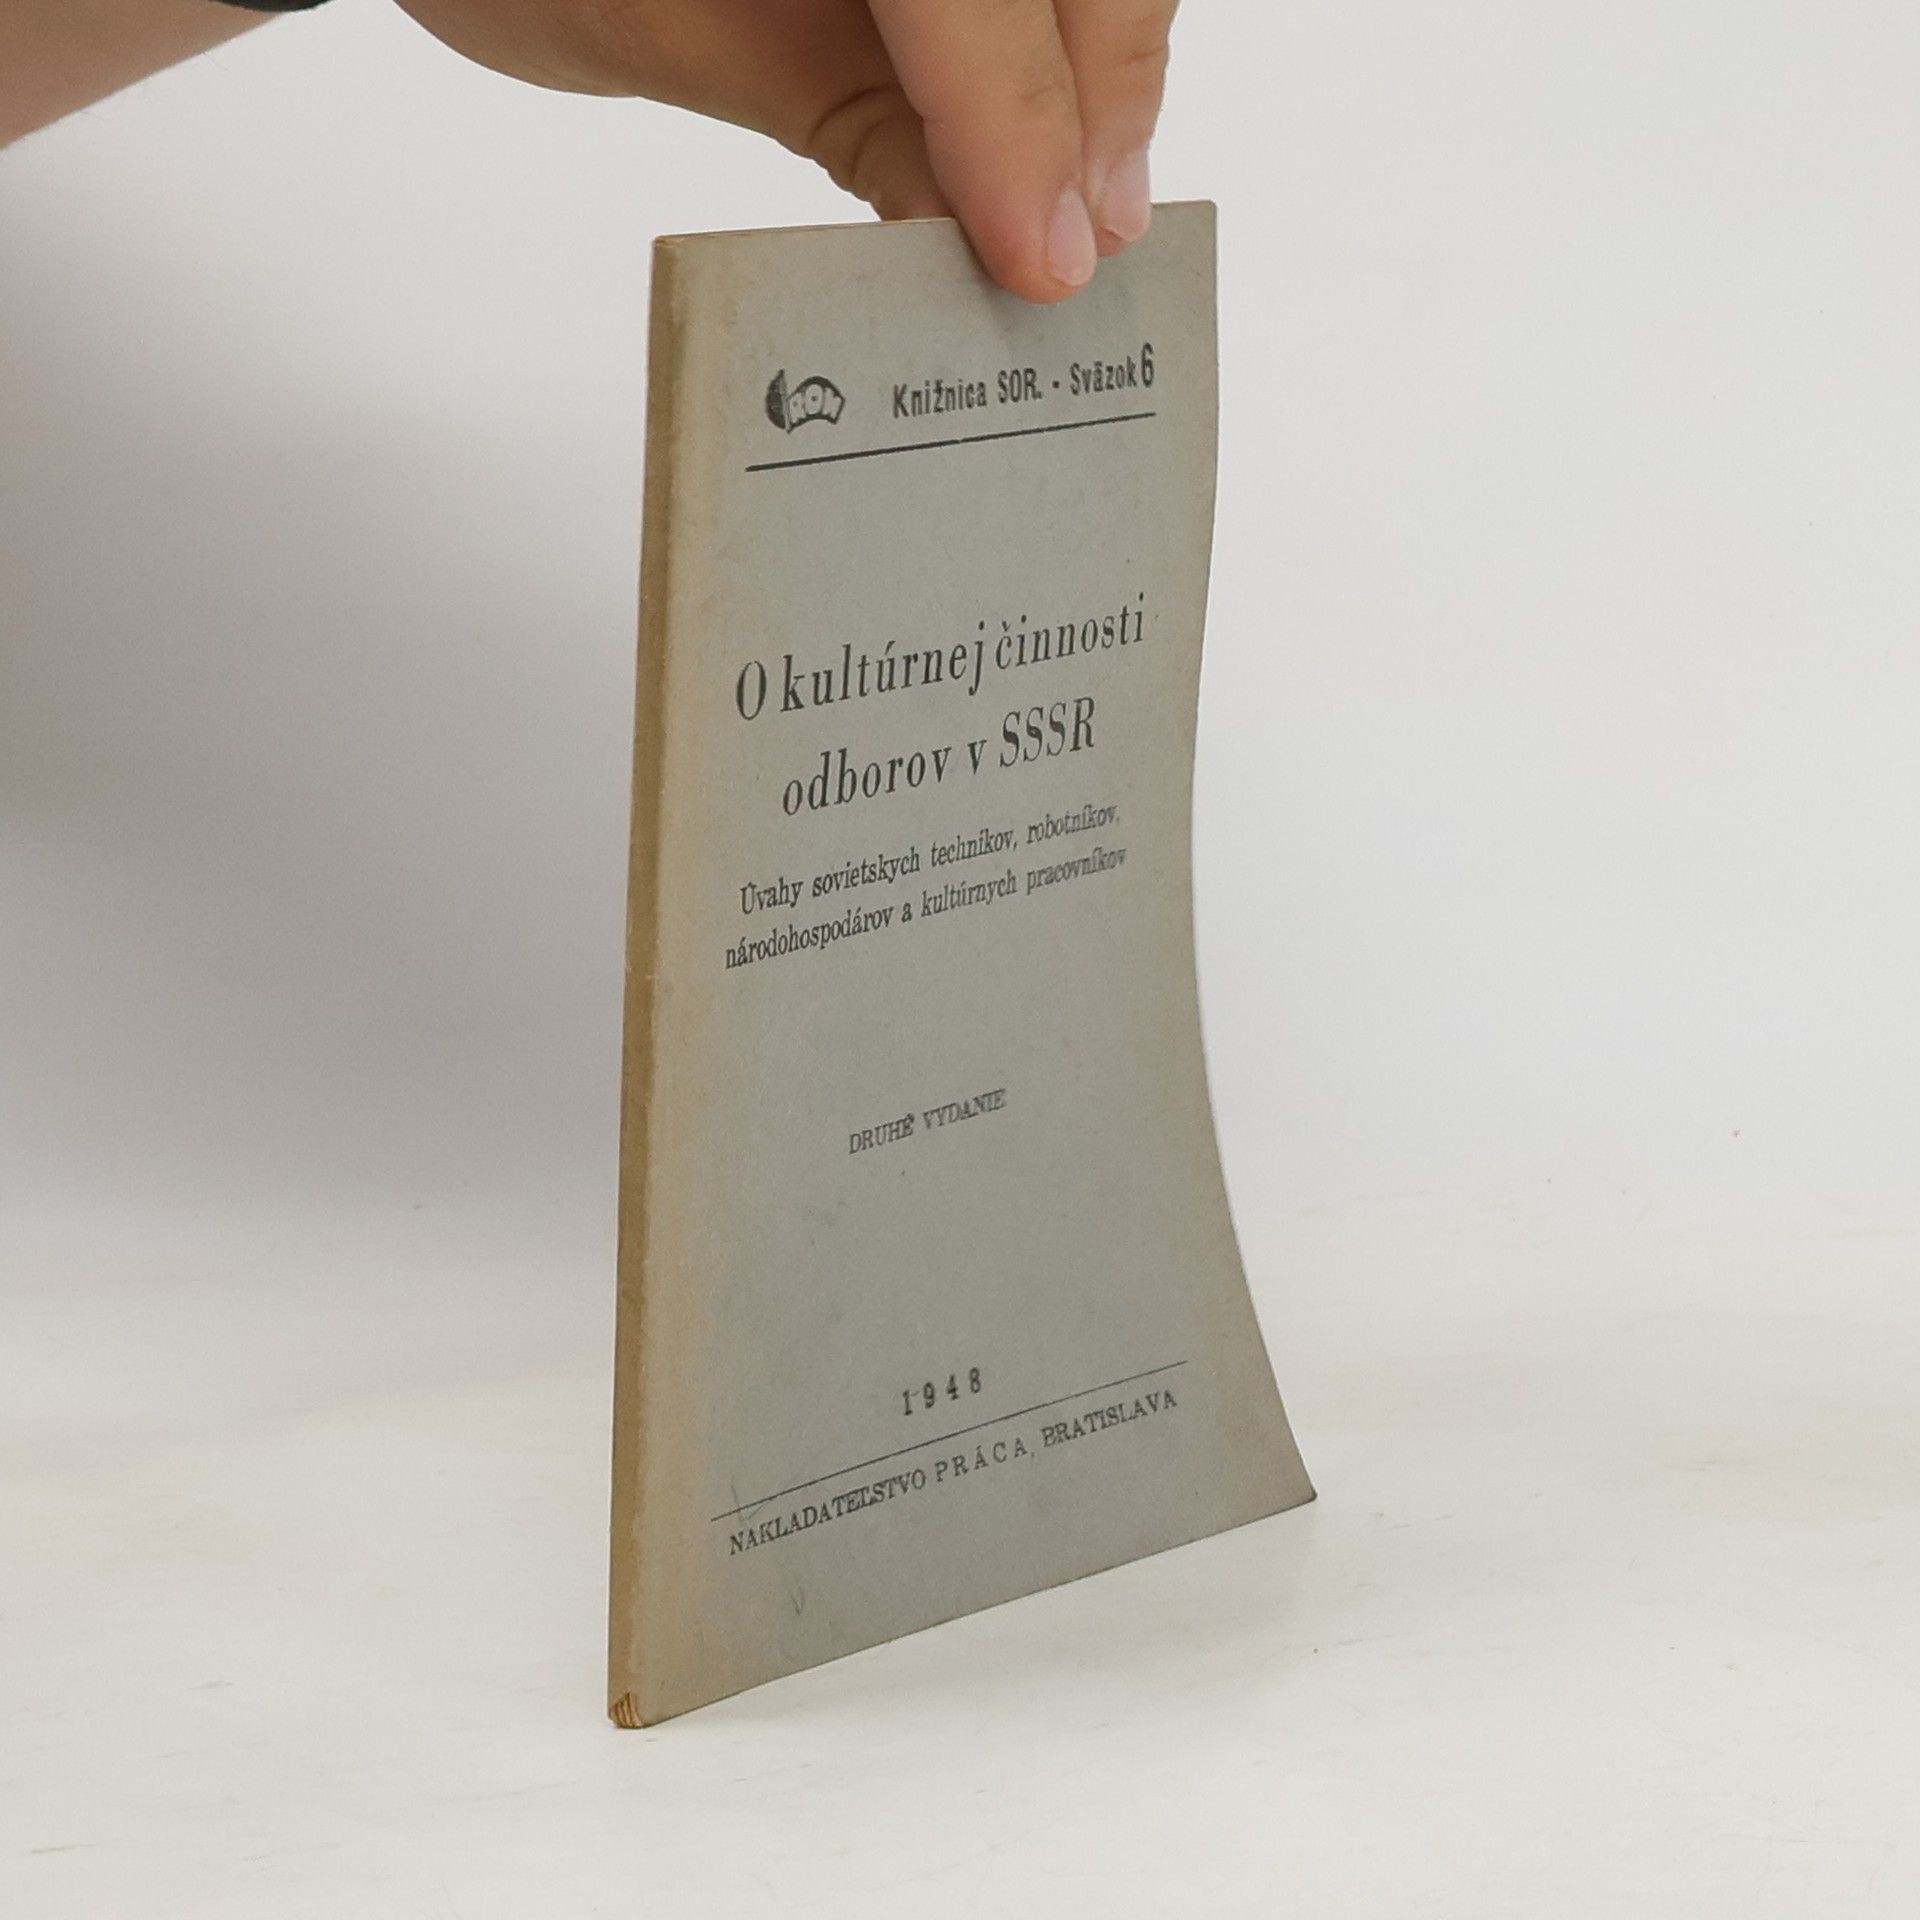 ROH
Knižnica SOR. - Sväzok 6
O kultúrnej činnosti
odborov v SSSR
Úvahy sovietskych technikov, robotníkov,
národohospodárov a kultúrnych pracovníkov
DRUHÉ VYDANIE
1948
NAKLADATEĽSTVO PRÁCA, BRATISLAVA